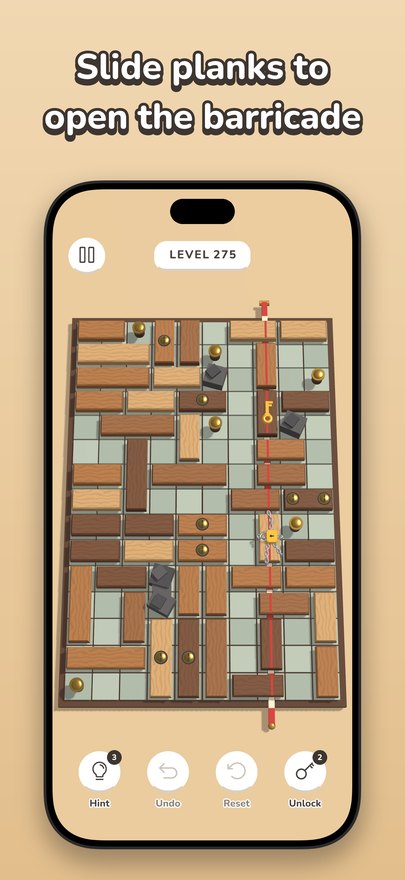 Slide planks to
open the barricade
LEVEL 275
3
2
Hint
Undo
Reset
Unlock